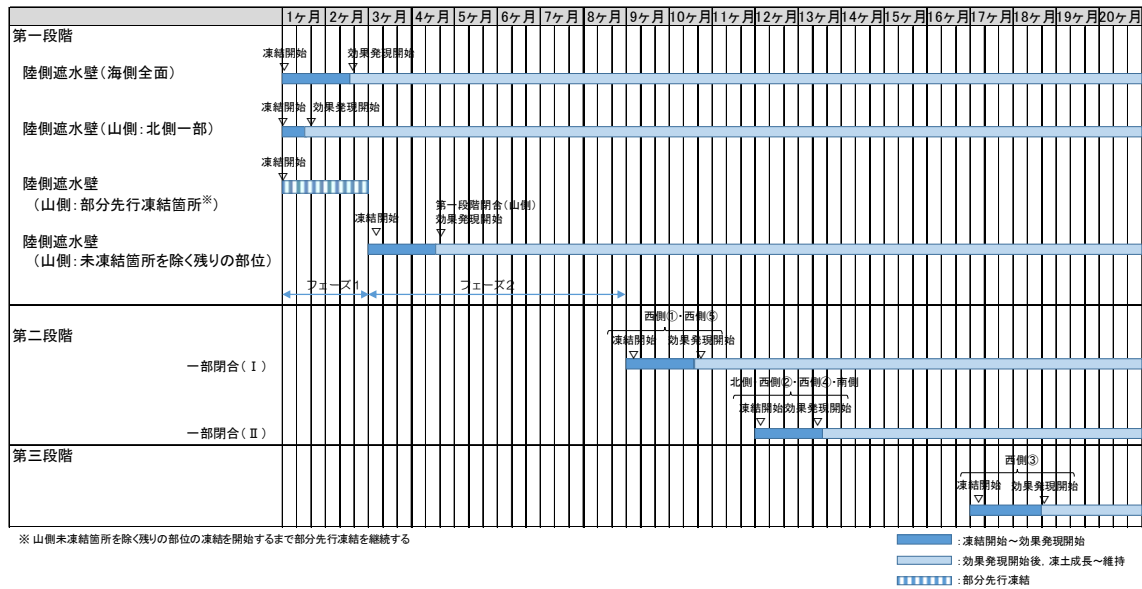 1ヶ月 2ヶ月 3ヶ月 4ヶ月 5ヶ月 6ヶ月 7ヶ月 8ヶ月 9ヶ月 10ヶ月 11ヶ月 12ヶ月 13ヶ月 14ヶ月 15ヶ月 16ヶ月 17ヶ月 18ヶ月 19ヶ月 20ヶ月
第一段階
凍結開始 効果発現開始
陸側遮水壁(海側全面)
凍結開始 効果発現開始
陸側遮水壁(山側:北側一部)
凍結開始
陸側遮水壁
(山側:部分先行凍結箇所※)
第一段階閉合(山側)
凍結開始 効果発現開始
陸側遮水壁
(山側:未凍結箇所を除く残りの部位)
フェーズ1 フェーズ2
第二段階
西側①・西側⑤
凍結開始 効果発現開始
一部閉合(Ⅰ)
北側・西側②・西側④・南側
凍結開始 効果発現開始
一部閉合(Ⅱ)
第三段階
西側③
凍結開始 効果発現開始
※ 山側未凍結箇所を除く残りの部位の凍結を開始するまで部分先行凍結を継続する
:凍結開始~効果発現開始
:効果発現開始後,凍土成長~維持
:部分先行凍結